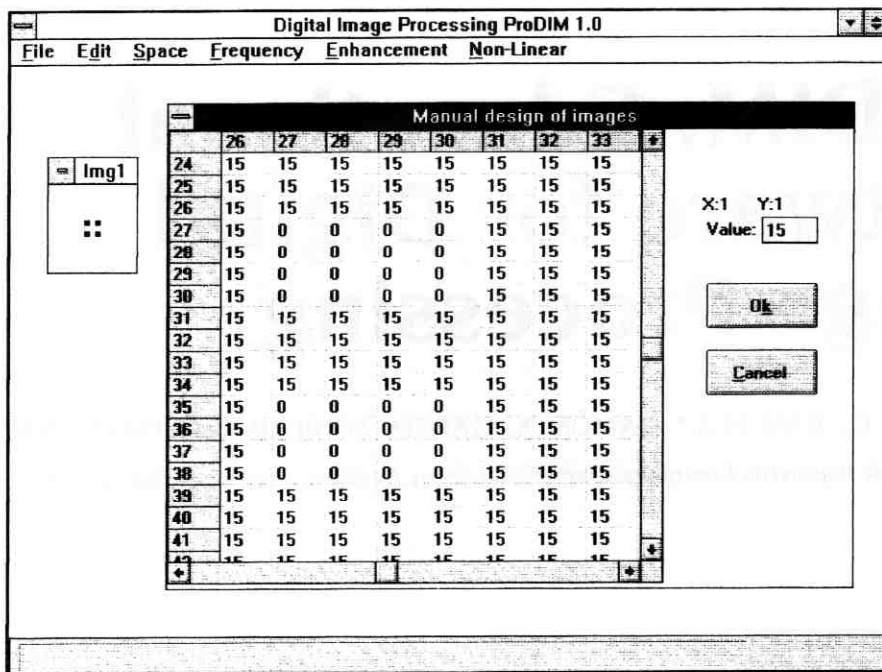 Digital Image Processing ProDIM 1.0
File Edit Space Frequency Enhancement Non-Linear
Manual design of images
Img1
26 27 28 29 30 31 32 33
24 15 15 15 15 15 15 15 15
25 15 15 15 15 15 15 15 15
26 15 15 15 15 15 15 15 15
27 15 0 0 0 0 15 15 15
28 15 0 0 0 0 15 15 15
29 15 0 0 0 0 15 15 15
30 15 0 0 0 0 15 15 15
31 15 15 15 15 15 15 15 15
32 15 15 15 15 15 15 15 15
33 15 15 15 15 15 15 15 15
34 15 15 15 15 15 15 15 15
35 15 0 0 0 0 15 15 15
36 15 0 0 0 0 15 15 15
37 15 0 0 0 0 15 15 15
38 15 0 0 0 0 15 15 15
39 15 15 15 15 15 15 15 15
40 15 15 15 15 15 15 15 15
41 15 15 15 15 15 15 15 15
42 15 15 15 15 15 15 15 15
X:1 Y:1
Value: 15
Ok
Cancel